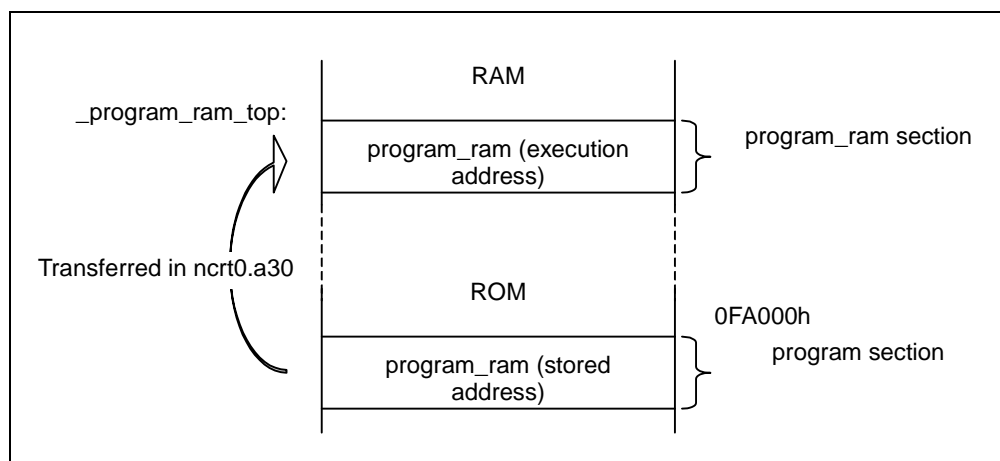 RAM
_program_ram_top:
program_ram (execution
address)
program_ram section
Transferred in ncrt0.a30
ROM
0FA000h
program section
program_ram (stored
address)